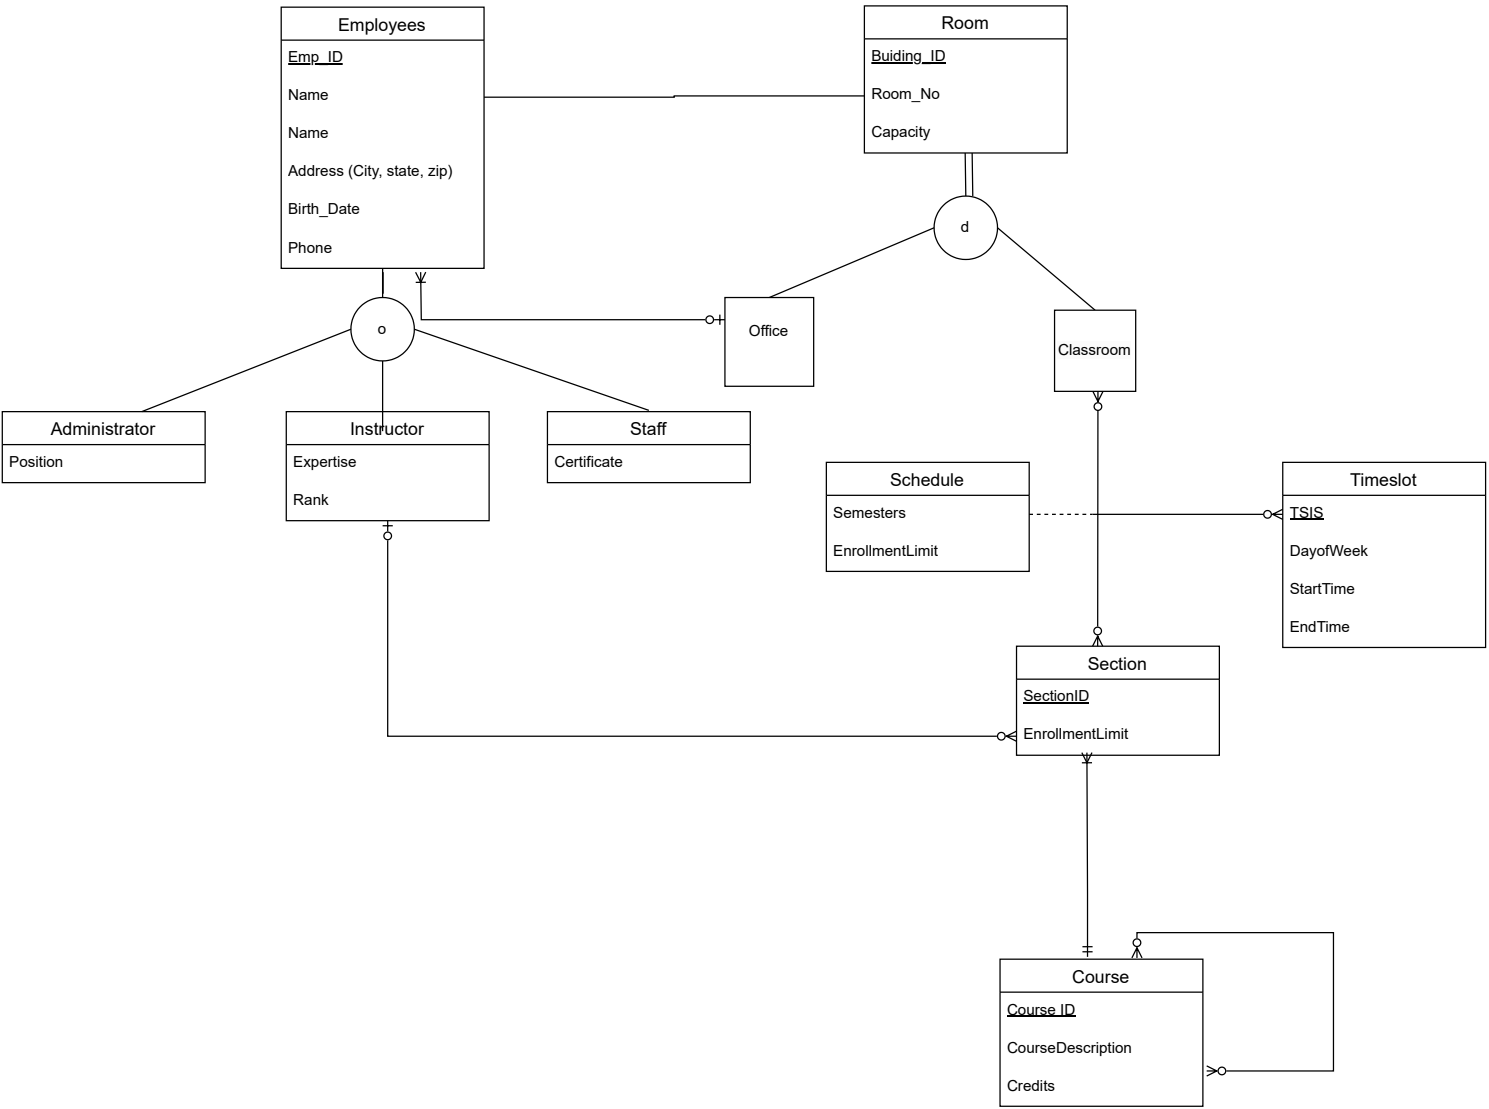 Employees
Emp_ID
Name
Name
Address (City, state, zip)
Birth_Date
Phone
Room
Buiding_ID
Room_No
Capacity
d
o
Office
Classroom
Administrator
Position
Instructor
Expertise
Rank
Staff
Certificate
Schedule
Semesters
EnrollmentLimit
Timeslot
TSIS
DayofWeek
StartTime
EndTime
Section
SectionID
EnrollmentLimit
Course
Course ID
CourseDescription
Credits